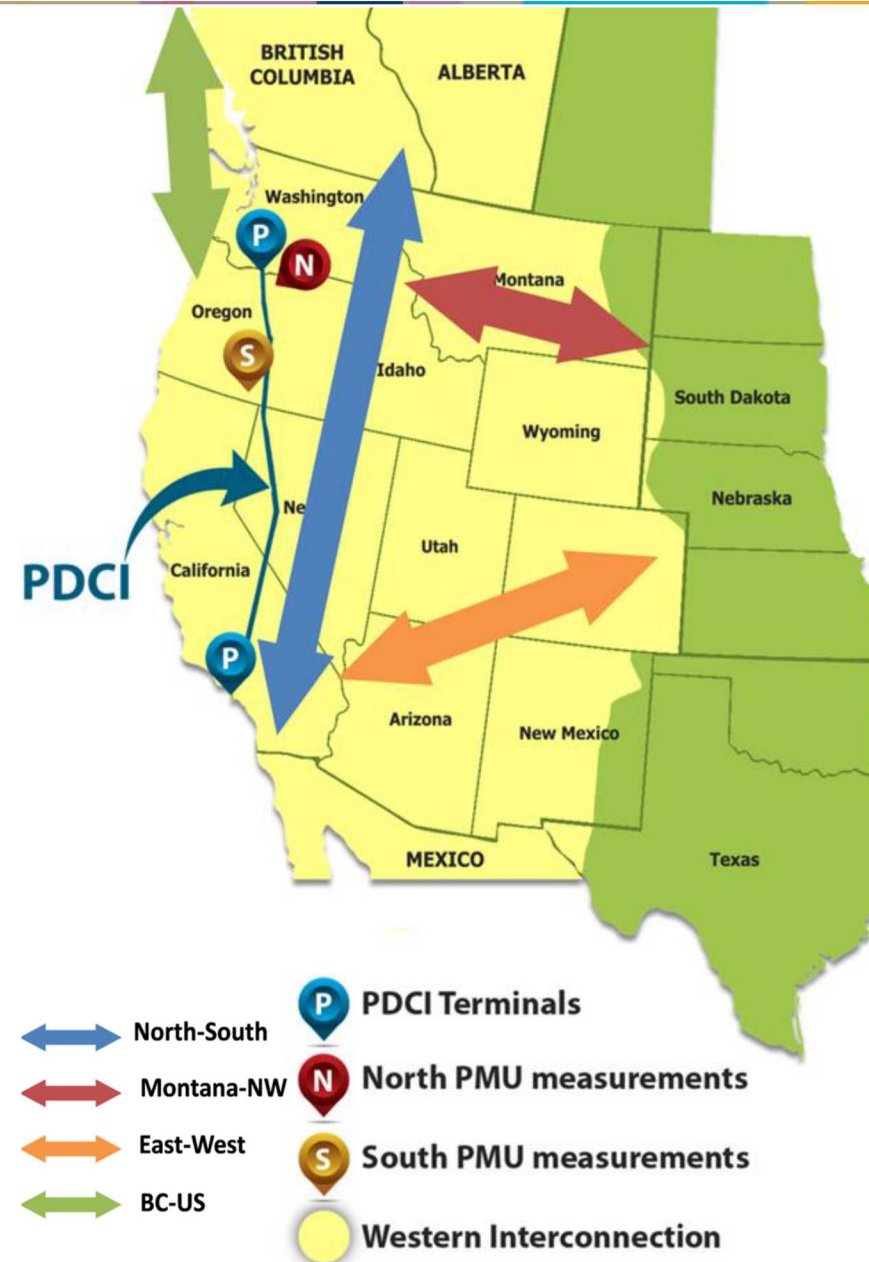 BRITISH
COLUMBIA
ALBERTA
Washington
P
N
Montana
Oregon
S
Idaho
South Dakota
Wyoming
Nebraska
Ne
Utah
PDCI
California
P
Arizona
New Mexico
MEXICO
Texas
P PDCI Terminals
North-South
N North PMU measurements
Montana-NW
East-West
S South PMU measurements
BC-US
Western Interconnection